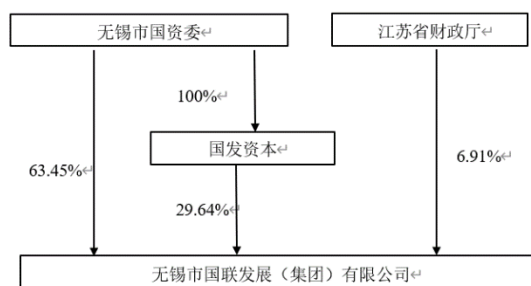 无锡市国资委↵
江苏省财政厅↵
100%↵
国发资本↵
63.45%↵
6.91%↵
29.64%↵
无锡市国联发展（集团）有限公司↵